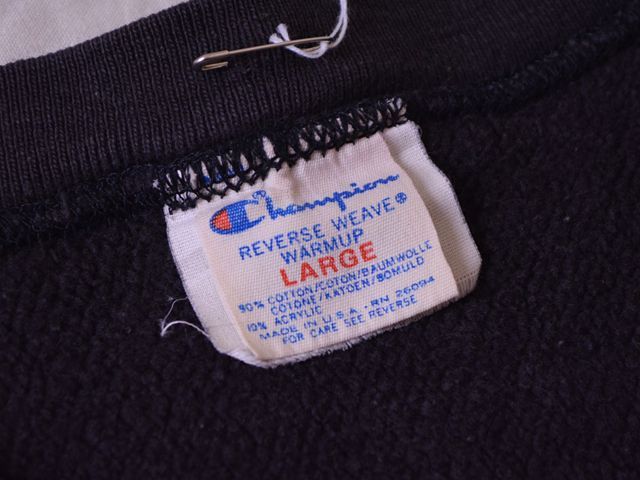 Champion
REVERSE WEAVE®
WARMUP
LARGE
90% COTTON/COTON/BAUMWOLLE
COTONE/KATOEN/BOMULD
10% ACRYLIC
MADE IN U.S.A - RN 26094
FOR CARE SEE REVERSE